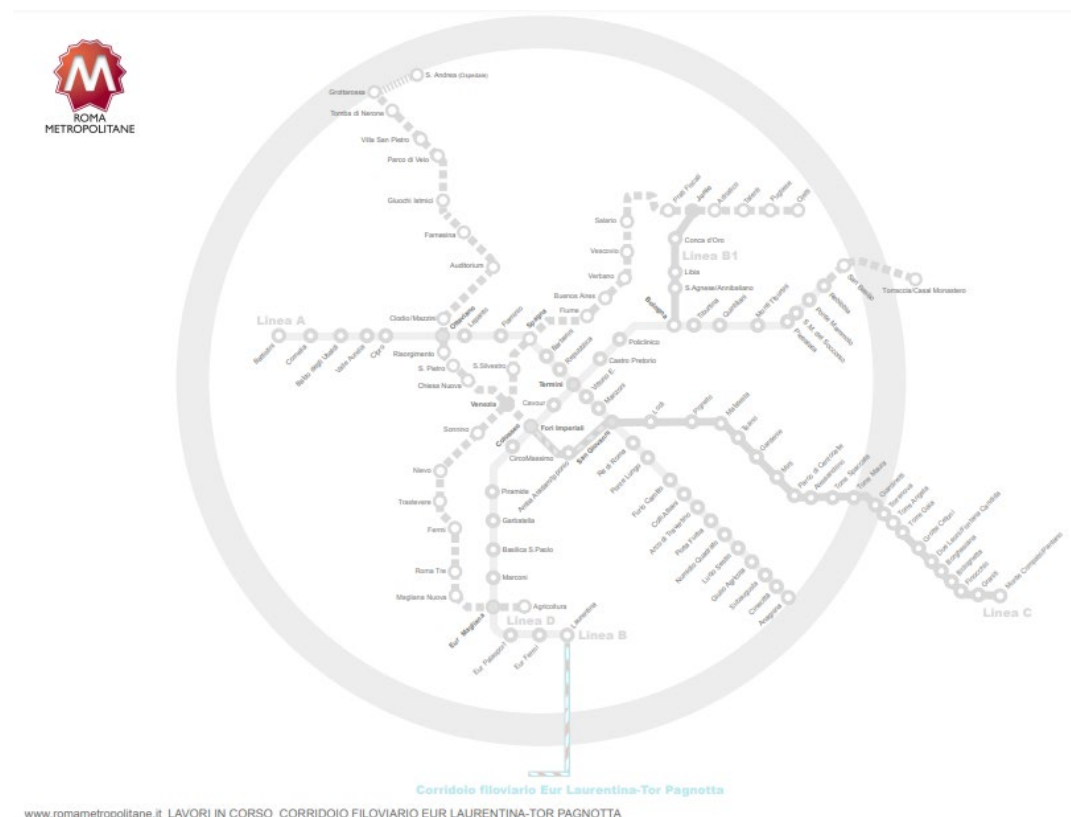 M
ROMA
METROPOLITANE
S. Andrea (Ospedale)
Grottarossa
Tomba di Nerone
Villa San Pietro
Parco di Veio
Giuochi Istmici
Farnesina
Auditorium
Clodio/Mazzini
Ottaviano
Lepanto
Flaminio
Spagna
Linea A
Battistini
Cornelia
Baldo degli Ubaldi
Valle Aurelia
Cipro
Risorgimento
S. Pietro
Chiesa Nuova
S.Silvestro
Venezia
Sonnino
Nievo
Trastevere
Fermi
Roma Tre
Magliana Nuova
Eur Magliana
Agricoltura
Linea D
Prati Fiscali
Jonio
Adriatico
Talenti
Pugliese
Ojetti
Salario
Vescovio
Verbano
Buenos Aires
Fiume
Conca d'Oro
Linea B1
Libia
S.Agnese/Annibaliano
Bologna
Tiburtina
Quintiliani
Monti Tiburtini
Pietralata
S.M. del Soccorso
Ponte Mammolo
Rebibbia
San Basilio
Torraccia/Casal Monastero
Policlinico
Castro Pretorio
Barberini
Repubblica
Termini
Vittorio E.
Manzoni
Cavour
Colosseo
Fori Imperiali
CircoMassimo
San Giovanni
Piramide
Garbatella
Basilica S.Paolo
Marconi
Eur Palasport
Eur Fermi
Laurentina
Linea B
Re di Roma
Ponte Lungo
Furio Camillo
Colli Albani
Arco di Travertino
Porta Furba
Numidio Quadrato
Lucio Sestio
Giulio Agricola
Subaugusta
Cinecittà
Anagnina
Lodi
Pigneto
Malatesta
Teano
Gardenie
Mirti
Parco di Centocelle
Alessandrino
Torre Spaccata
Torre Maura
Giardinetti
Torrenova
Torre Angela
Torre Gaia
Grotte Celoni
Due Leoni/Fontana Candida
Borghesiana
Bolognetta
Finocchio
Graniti
Monte Compatri/Pantano
Linea C
Corridoio filoviario Eur Laurentina-Tor Pagnotta
www.romametropolitane.it LAVORI IN CORSO CORRIDOIO FILOVIARIO EUR LAURENTINA-TOR PAGNOTTA